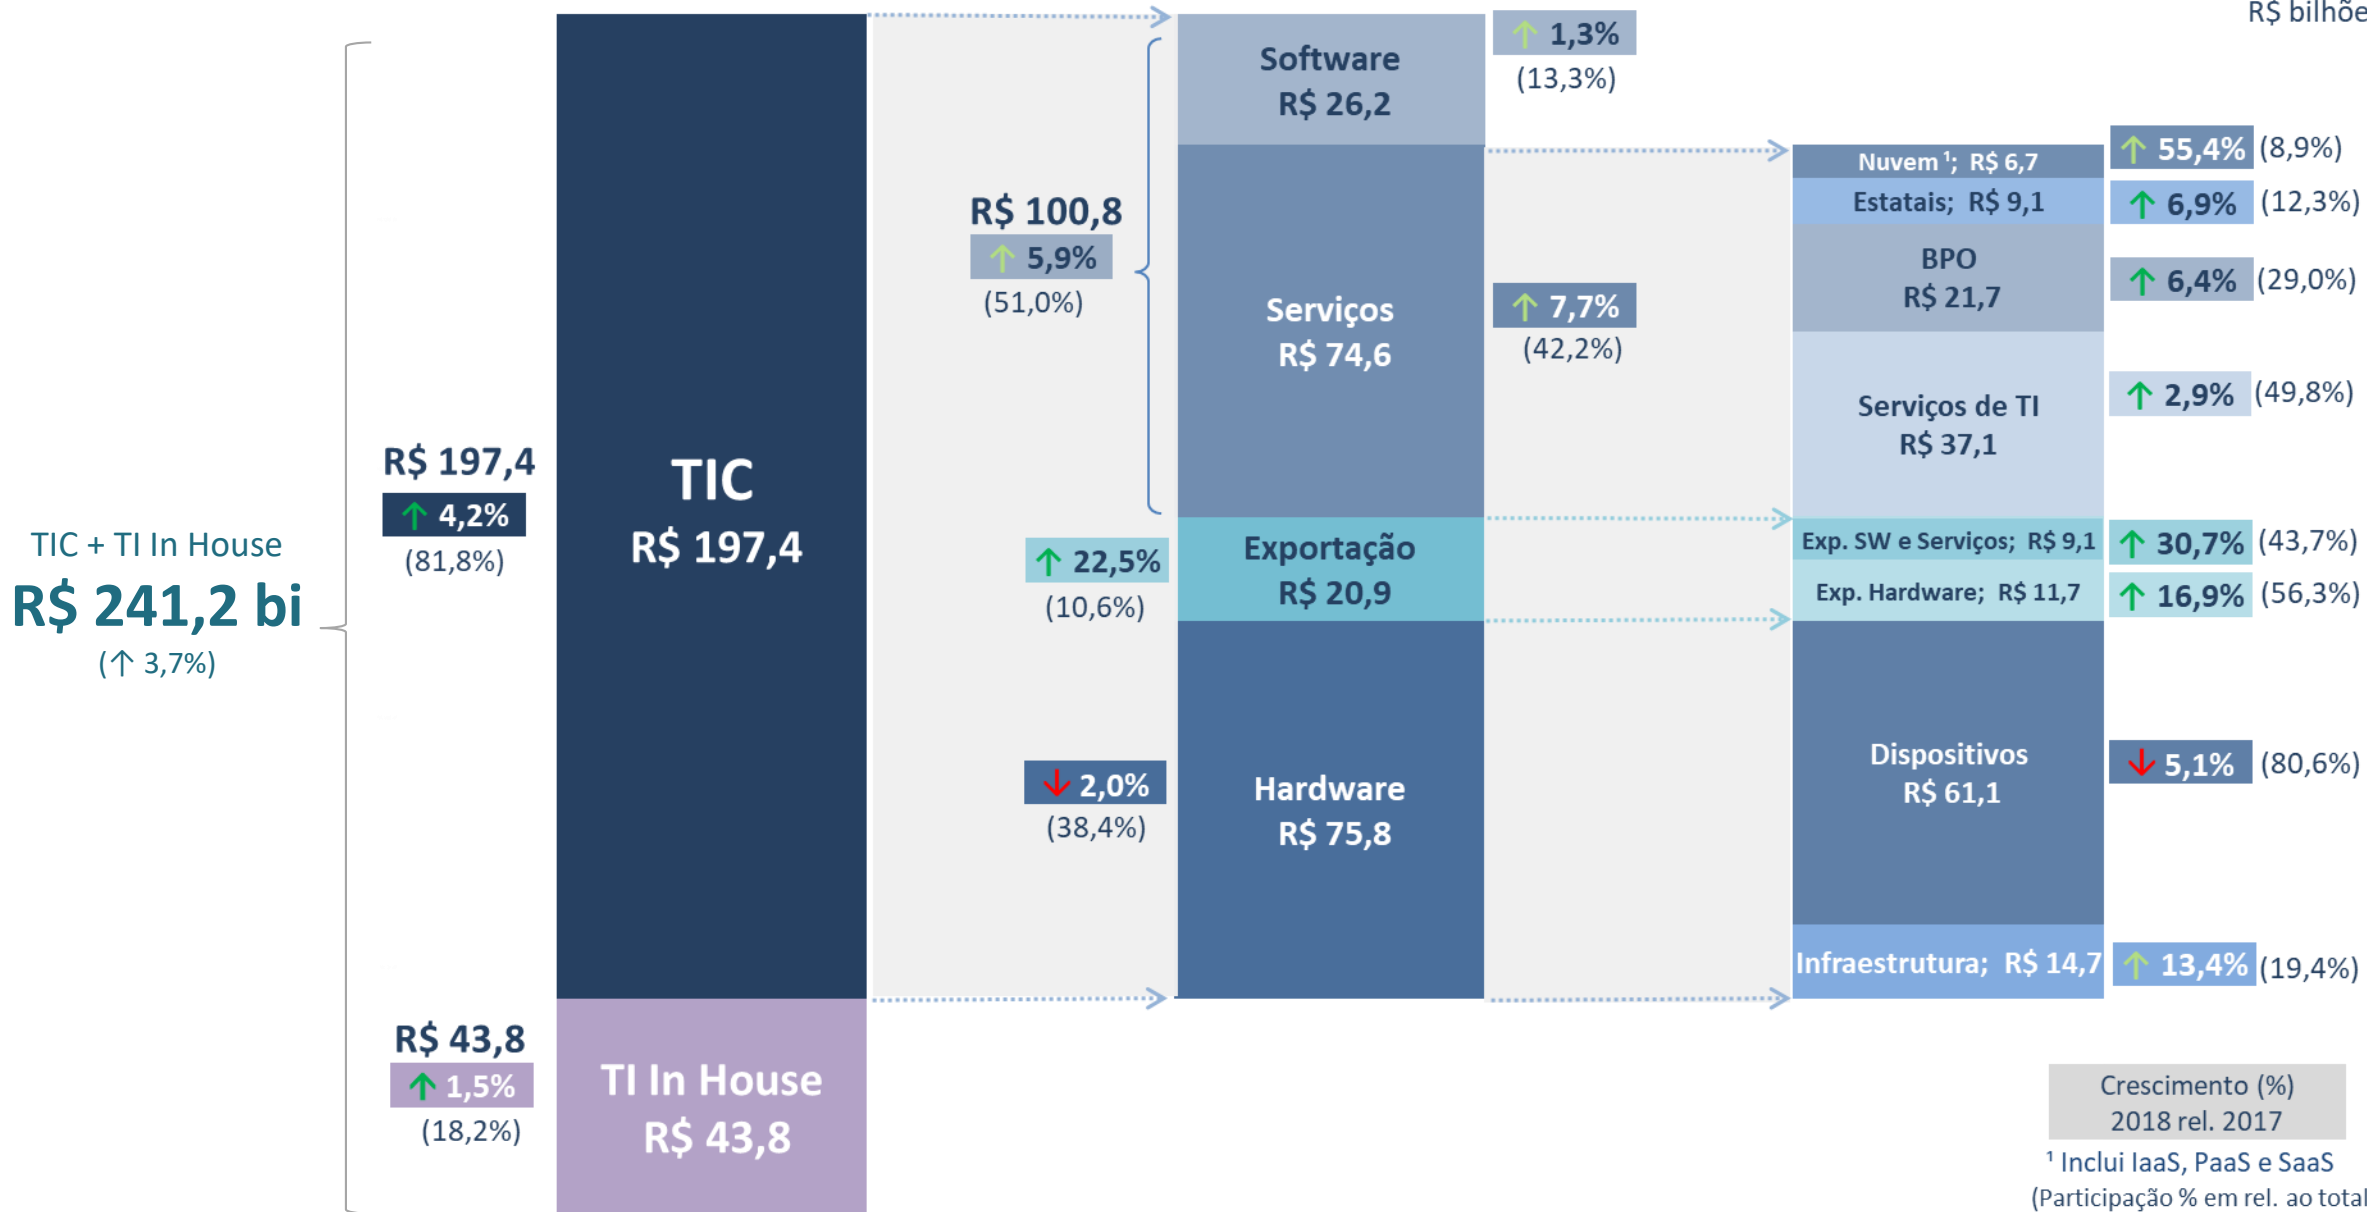 R$ bilhõe
TIC + TI In House
R$ 241,2 bi
(↑ 3,7%)
R$ 197,4
↑ 4,2%
(81,8%)
R$ 43,8
↑ 1,5%
(18,2%)
TIC
R$ 197,4
TI In House
R$ 43,8
R$ 100,8
↑ 5,9%
(51,0%)
↑ 22,5%
(10,6%)
↓ 2,0%
(38,4%)
Software
R$ 26,2
Serviços
R$ 74,6
Exportação
R$ 20,9
Hardware
R$ 75,8
↑ 1,3%
(13,3%)
↑ 7,7%
(42,2%)
Nuvem ¹; R$ 6,7
↑ 55,4% (8,9%)
Estatais; R$ 9,1
↑ 6,9% (12,3%)
BPO
R$ 21,7
↑ 6,4% (29,0%)
Serviços de TI
R$ 37,1
↑ 2,9% (49,8%)
Exp. SW e Serviços; R$ 9,1
↑ 30,7% (43,7%)
Exp. Hardware; R$ 11,7
↑ 16,9% (56,3%)
Dispositivos
R$ 61,1
↓ 5,1% (80,6%)
Infraestrutura; R$ 14,7
↑ 13,4% (19,4%)
Crescimento (%)
2018 rel. 2017
¹ Inclui IaaS, PaaS e SaaS
(Participação % em rel. ao total